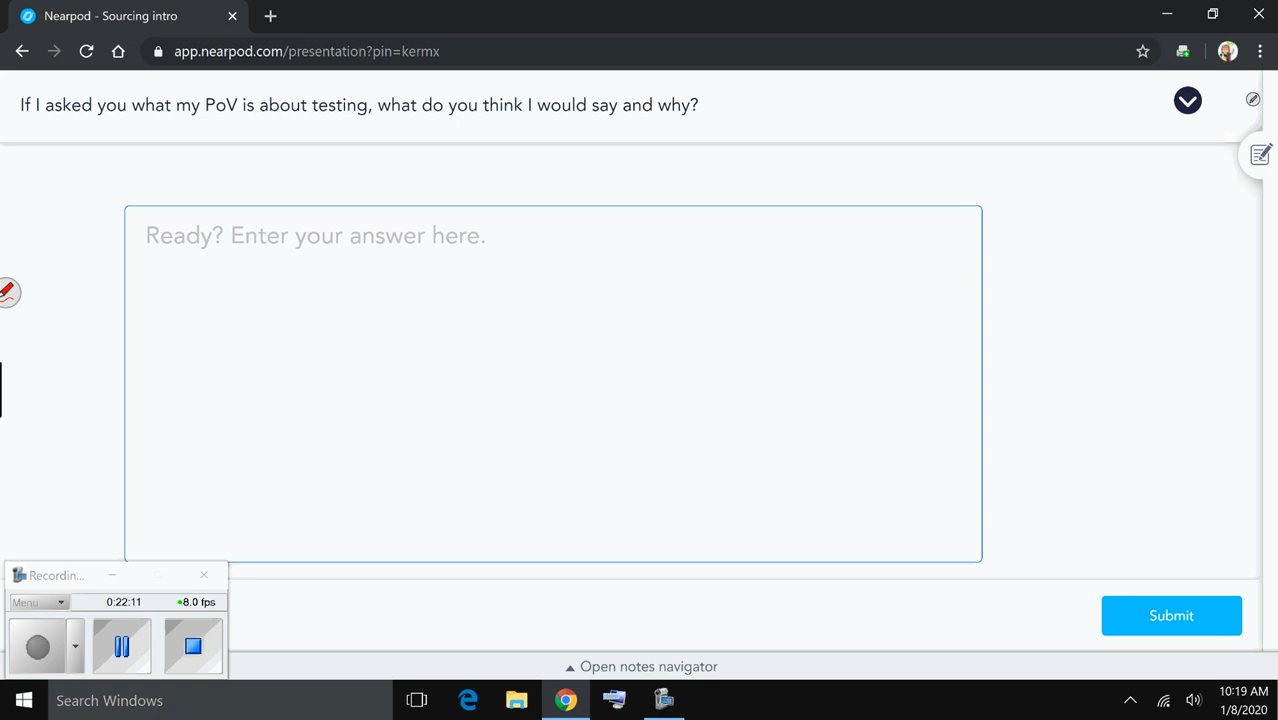 Nearpod - Sourcing intro
app.nearpod.com/presentation?pin=kermx
If I asked you what my PoV is about testing, what do you think I would say and why?
Ready? Enter your answer here.
Recordin...
Menu
0:22:11
8.0 fps
Submit
Open notes navigator
Search Windows
10:19 AM
1/8/2020